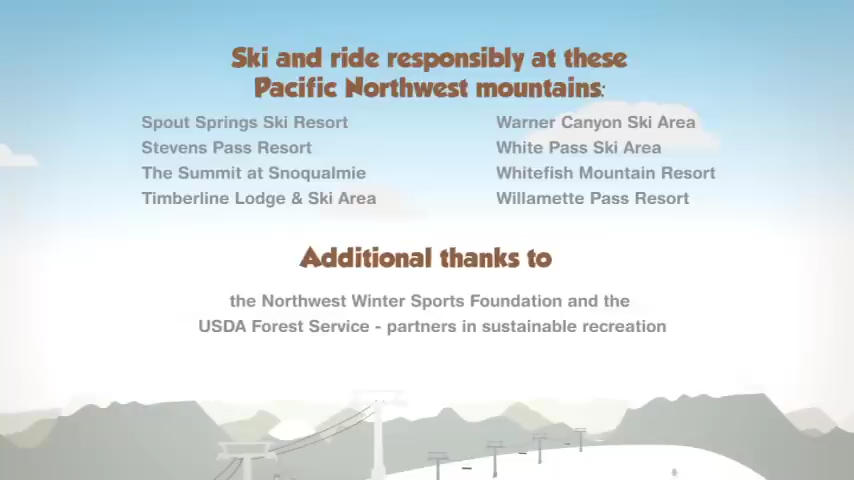 Ski and ride responsibly at these
Pacific Northwest mountains:
Spout Springs Ski Resort
Stevens Pass Resort
The Summit at Snoqualmie
Timberline Lodge & Ski Area
Warner Canyon Ski Area
White Pass Ski Area
Whitefish Mountain Resort
Willamette Pass Resort
Additional thanks to
the Northwest Winter Sports Foundation and the
USDA Forest Service - partners in sustainable recreation